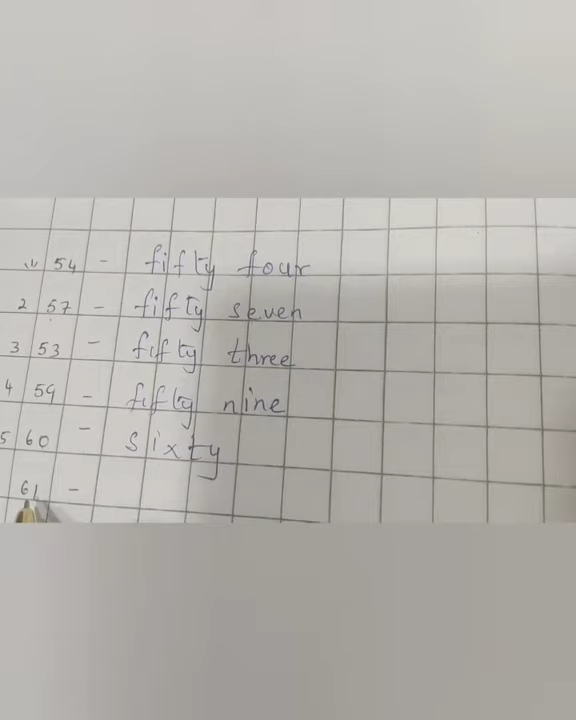 54 - fifty four
2 57 - fifty seven
3 53 - fifty three
4 59 - fifty nine
5 60 - sixty
61 -